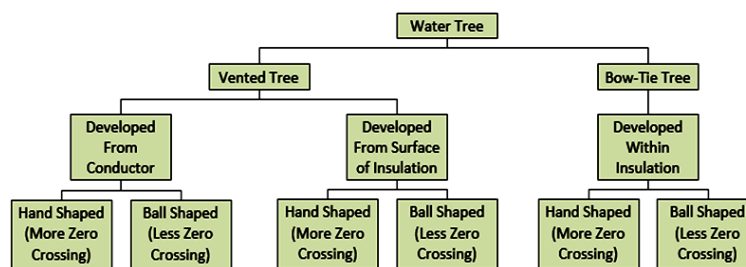 Water Tree
Vented Tree
Bow-Tie Tree
Developed
From
Conductor
Developed
From Surface
of Insulation
Developed
Within
Insulation
Hand Shaped
(More Zero
Crossing)
Ball Shaped
(Less Zero
Crossing)
Hand Shaped
(More Zero
Crossing)
Ball Shaped
(Less Zero
Crossing)
Hand Shaped
(More Zero
Crossing)
Ball Shaped
(Less Zero
Crossing)